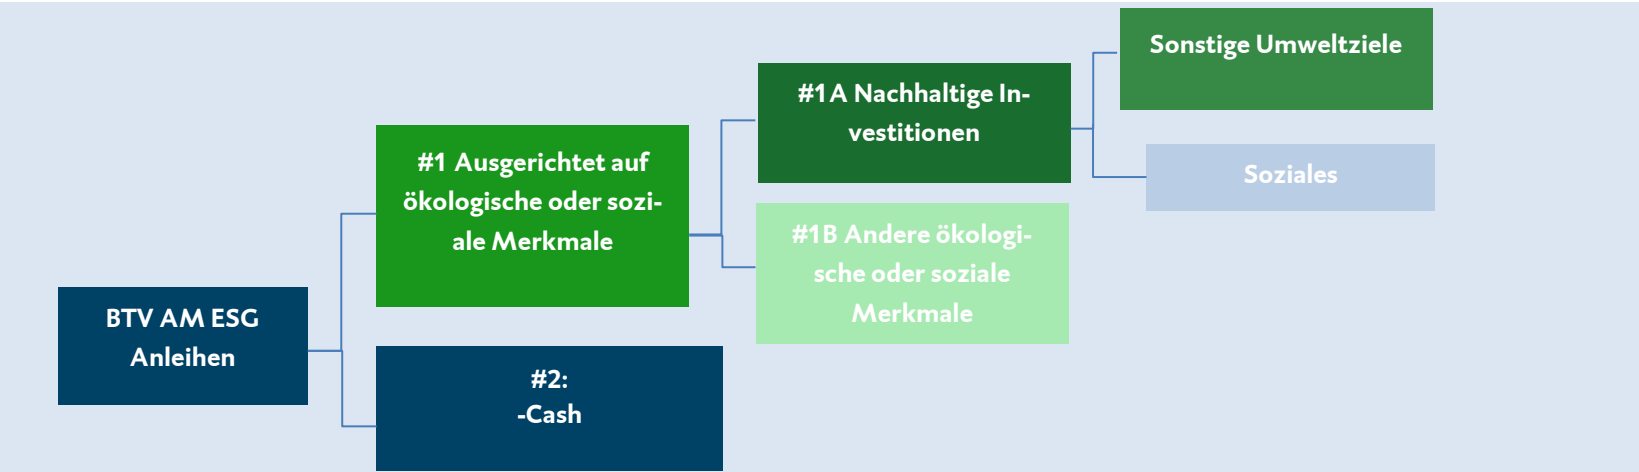 BTV AM ESG
Anleihen
#1 Ausgerichtet auf
ökologische oder sozi-
ale Merkmale
#2:
-Cash
#1A Nachhaltige In-
vestitionen
#1B Andere ökologi-
sche oder soziale
Merkmale
Sonstige Umweltziele
Soziales